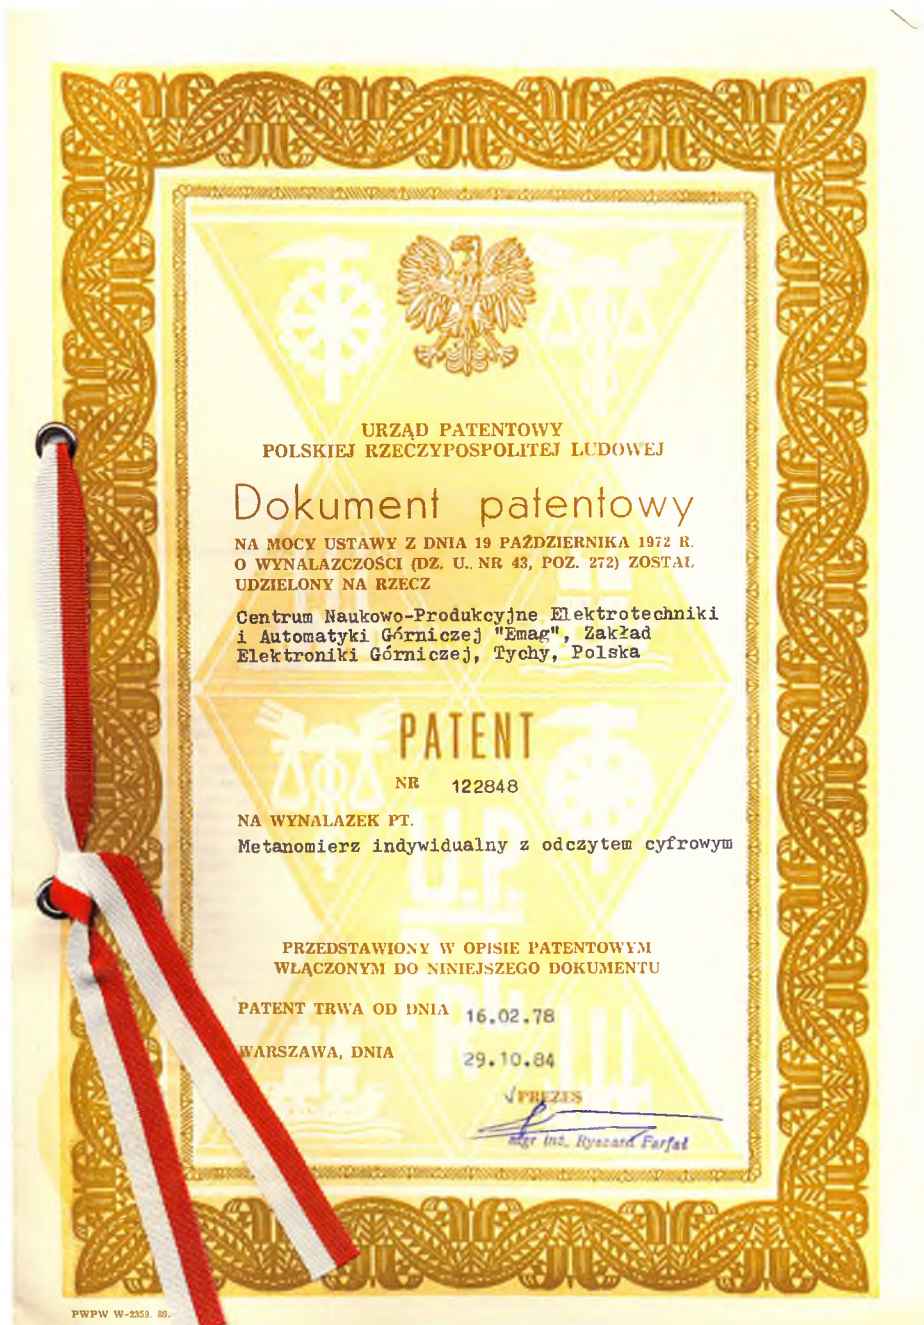 URZĄD PATENTOWY
POLSKIEJ RZECZYPOSPOLITEJ LUDOWEJ
Dokument patentowy
NA MOCY USTAWY Z DNIA 19 PAŹDZIERNIKA 1972 R.
O WYNALAZCZOŚCI (DZ. U. NR 43, POZ. 272) ZOSTAŁ
UDZIELONY NA RZECZ
Centrum Naukowo-Produkcyjne Elektrotechniki
i Automatyki Górniczej "Emag", Zakład
Elektroniki Górniczej, Tychy, Polska
PATENT
NR 122848
NA WYNALAZEK PT.
Metanomierz indywidualny z odczytem cyfrowym
PRZEDSTAWIONY W OPISIE PATENTOWYM
WŁĄCZONYM DO NINIEJSZEGO DOKUMENTU
PATENT TRWA OD DNIA 16.02.78
WARSZAWA, DNIA 29.10.84
PREZES
mgr inż. Ryszard Farfał
PWPW W-2359. 80.